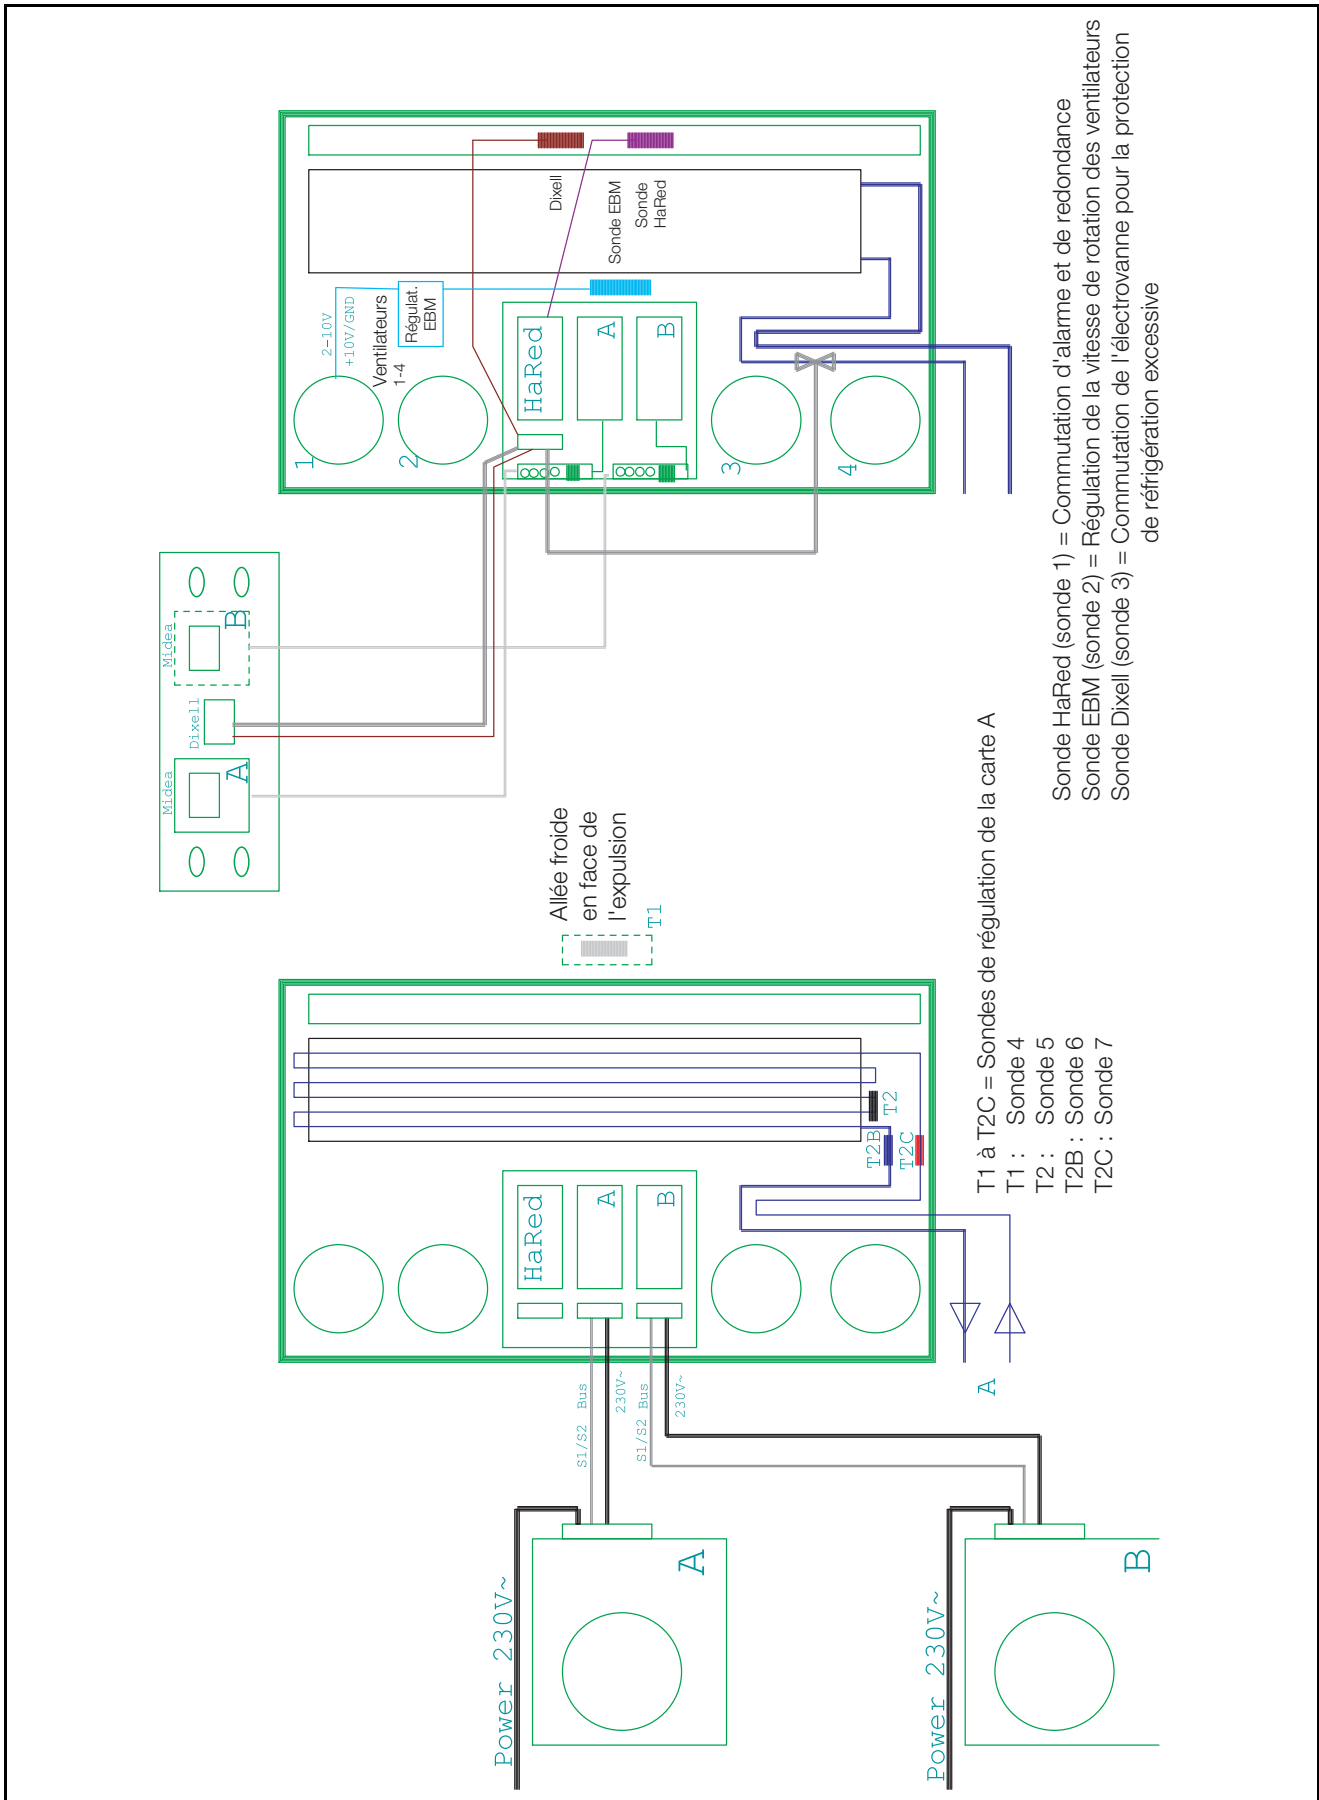 Power 230V~
A
Power 230V~
B
S1/S2 Bus
230V~
S1/S2 Bus
230V~
HaRed
A
B
T2
T2B
T2C
A
Allée froide
en face de
l'expulsion
T1
T1 à T2C = Sondes de régulation de la carte A
T1 : Sonde 4
T2 : Sonde 5
T2B : Sonde 6
T2C : Sonde 7
Midea
A
Dixell
Midea
B
1
2
3
4
2-10V
+10V/GND
Ventilateurs
1-4
Régulat.
EBM
HaRed
A
B
Dixell
Sonde EBM
Sonde
HaRed
Sonde HaRed (sonde 1) = Commutation d'alarme et de redondance
Sonde EBM (sonde 2) = Régulation de la vitesse de rotation des ventilateurs
Sonde Dixell (sonde 3) = Commutation de l'électrovanne pour la protection
de réfrigération excessive